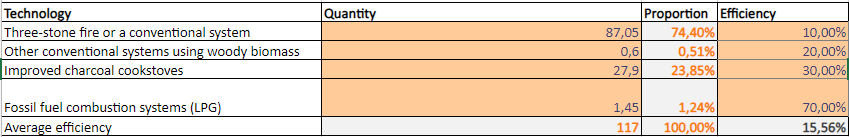 Technology Quantity Proportion Efficiency
Three-stone fire or a conventional system 87,05 74,40% 10,00%
Other conventional systems using woody biomass 0,6 0,51% 20,00%
Improved charcoal cookstoves 27,9 23,85% 30,00%
Fossil fuel combustion systems (LPG) 1,45 1,24% 70,00%
Average efficiency 117 100,00% 15,56%